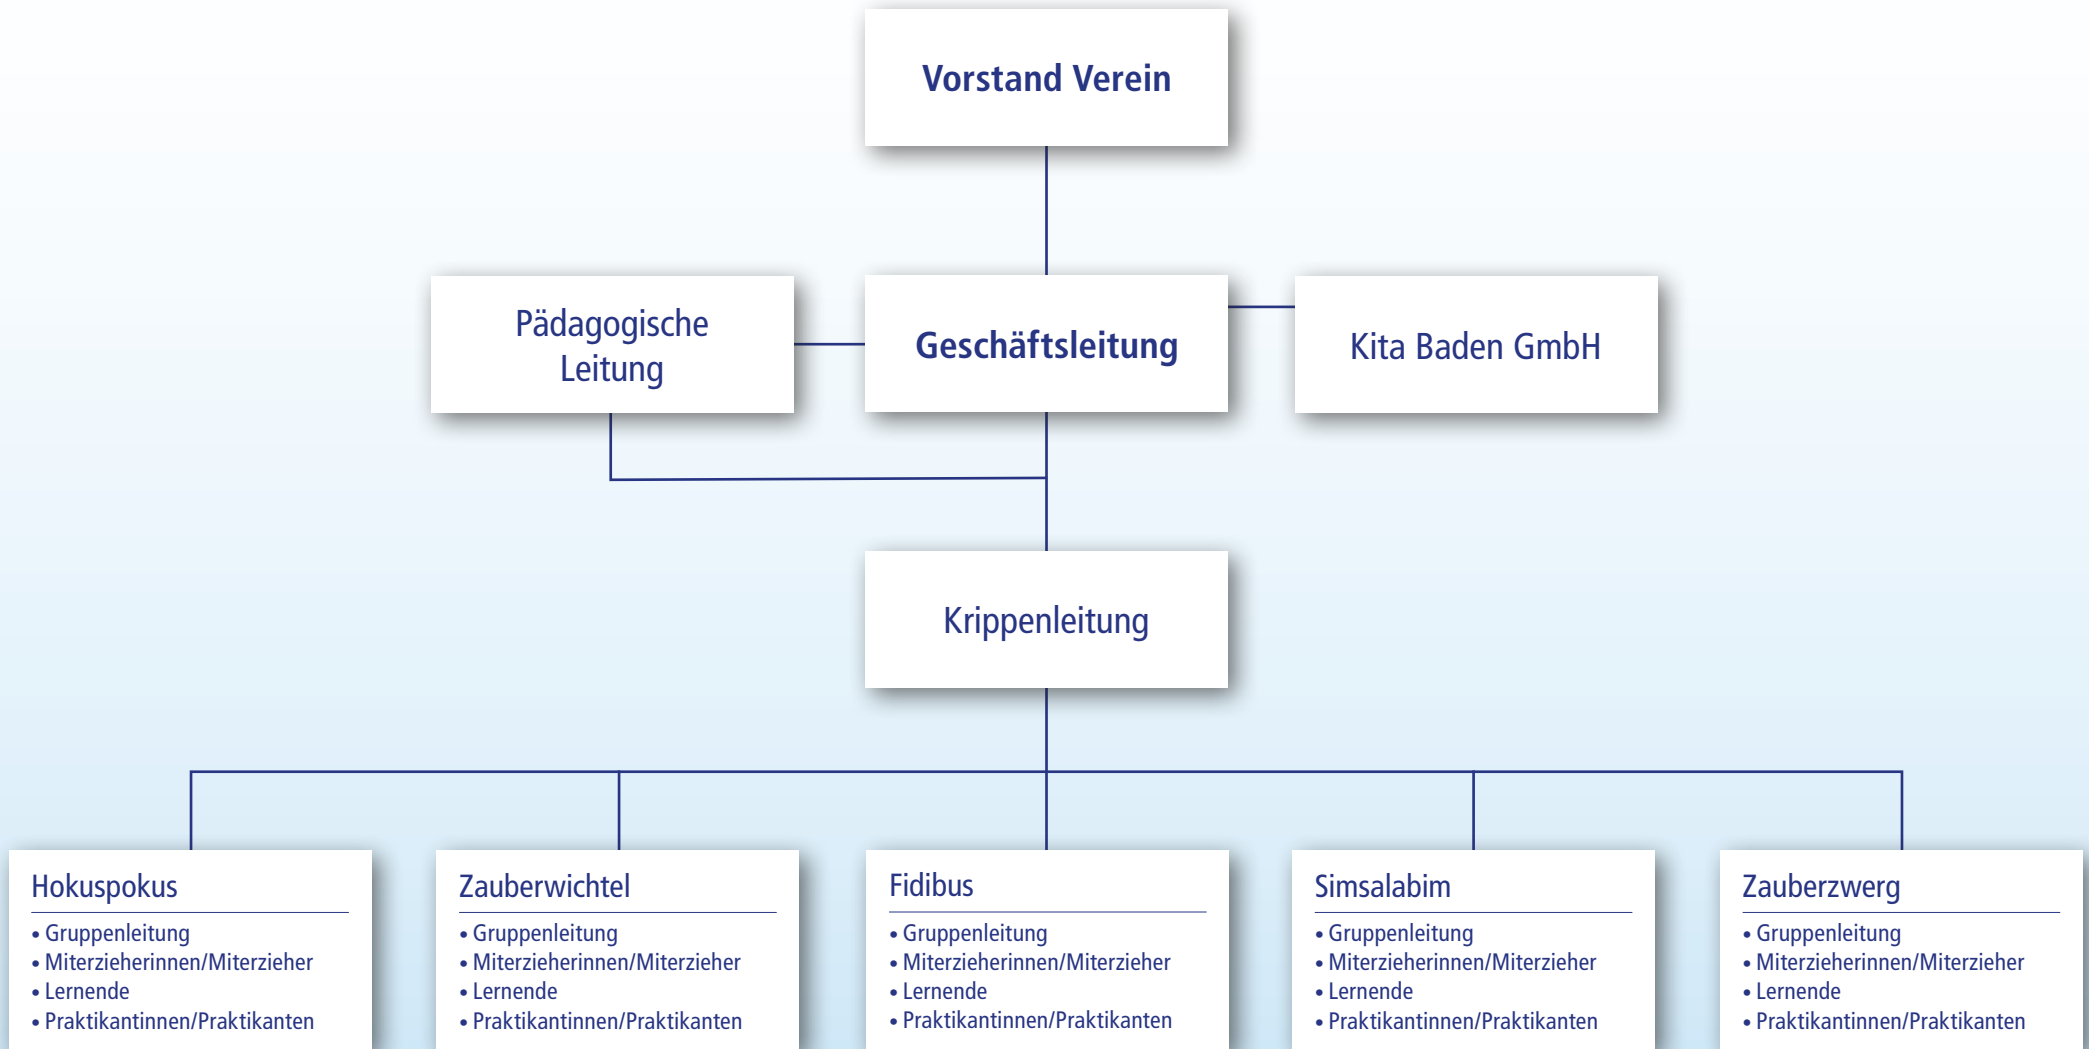 Vorstand Verein
Pädagogische
Leitung
Geschäftsleitung
Kita Baden GmbH
Krippenleitung
Hokuspokus
• Gruppenleitung
• Miterzieherinnen/Miterzieher
• Lernende
• Praktikantinnen/Praktikanten
Zauberwichtel
• Gruppenleitung
• Miterzieherinnen/Miterzieher
• Lernende
• Praktikantinnen/Praktikanten
Fidibus
• Gruppenleitung
• Miterzieherinnen/Miterzieher
• Lernende
• Praktikantinnen/Praktikanten
Simsalabim
• Gruppenleitung
• Miterzieherinnen/Miterzieher
• Lernende
• Praktikantinnen/Praktikanten
Zauberzwerg
• Gruppenleitung
• Miterzieherinnen/Miterzieher
• Lernende
• Praktikantinnen/Praktikanten